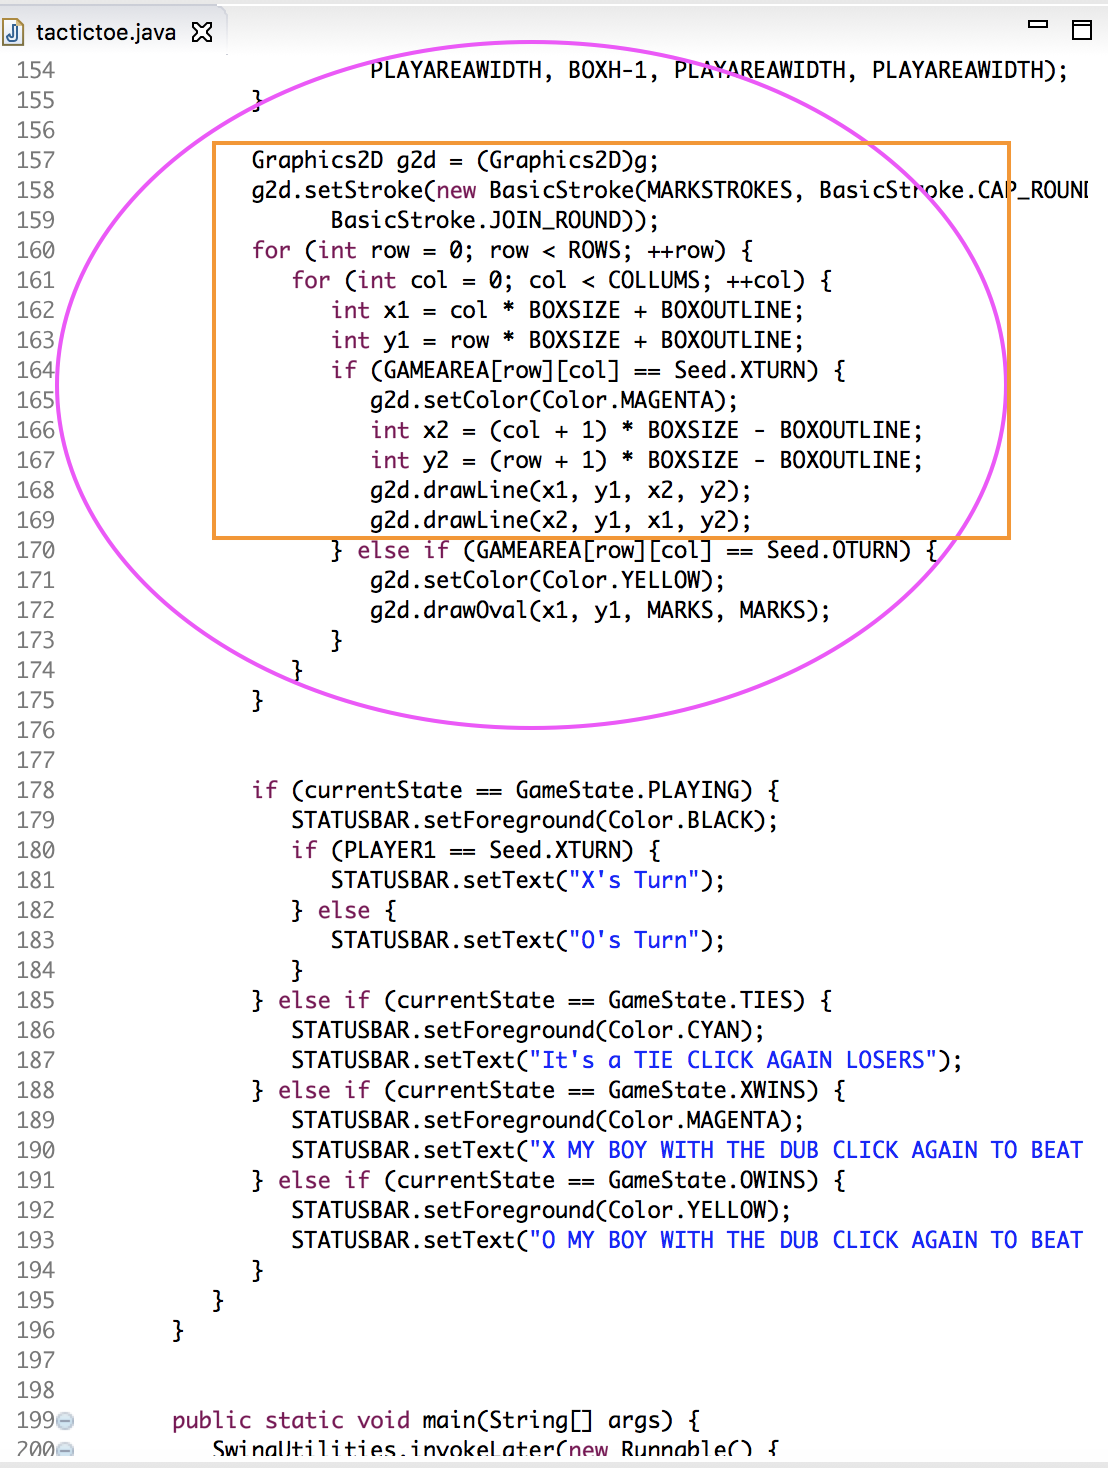 tactictoe.java
154 PLAYAREAWIDTH, BOXH-1, PLAYAREAWIDTH, PLAYAREAWIDTH);
155 }
156
157 Graphics2D g2d = (Graphics2D)g;
158 g2d.setStroke(new BasicStroke(MARKSTROKES, BasicStroke.CAP_ROUND
159 BasicStroke.JOIN_ROUND));
160 for (int row = 0; row < ROWS; ++row) {
161 for (int col = 0; col < COLLUMS; ++col) {
162 int x1 = col * BOXSIZE + BOXOUTLINE;
163 int y1 = row * BOXSIZE + BOXOUTLINE;
164 if (GAMEAREA[row][col] == Seed.XTURN) {
165 g2d.setColor(Color.MAGENTA);
166 int x2 = (col + 1) * BOXSIZE - BOXOUTLINE;
167 int y2 = (row + 1) * BOXSIZE - BOXOUTLINE;
168 g2d.drawLine(x1, y1, x2, y2);
169 g2d.drawLine(x2, y1, x1, y2);
170 } else if (GAMEAREA[row][col] == Seed.OTURN) {
171 g2d.setColor(Color.YELLOW);
172 g2d.drawOval(x1, y1, MARKS, MARKS);
173 }
174 }
175 }
176
177
178 if (currentState == GameState.PLAYING) {
179 STATUSBAR.setForeground(Color.BLACK);
180 if (PLAYER1 == Seed.XTURN) {
181 STATUSBAR.setText("X's Turn");
182 } else {
183 STATUSBAR.setText("O's Turn");
184 }
185 } else if (currentState == GameState.TIES) {
186 STATUSBAR.setForeground(Color.CYAN);
187 STATUSBAR.setText("It's a TIE CLICK AGAIN LOSERS");
188 } else if (currentState == GameState.XWINS) {
189 STATUSBAR.setForeground(Color.MAGENTA);
190 STATUSBAR.setText("X MY BOY WITH THE DUB CLICK AGAIN TO BEAT
191 } else if (currentState == GameState.OWINS) {
192 STATUSBAR.setForeground(Color.YELLOW);
193 STATUSBAR.setText("O MY BOY WITH THE DUB CLICK AGAIN TO BEAT
194 }
195 }
196 }
197
198
199 public static void main(String[] args) {
200 SwingUtilities.invokeLater(new Runnable() {